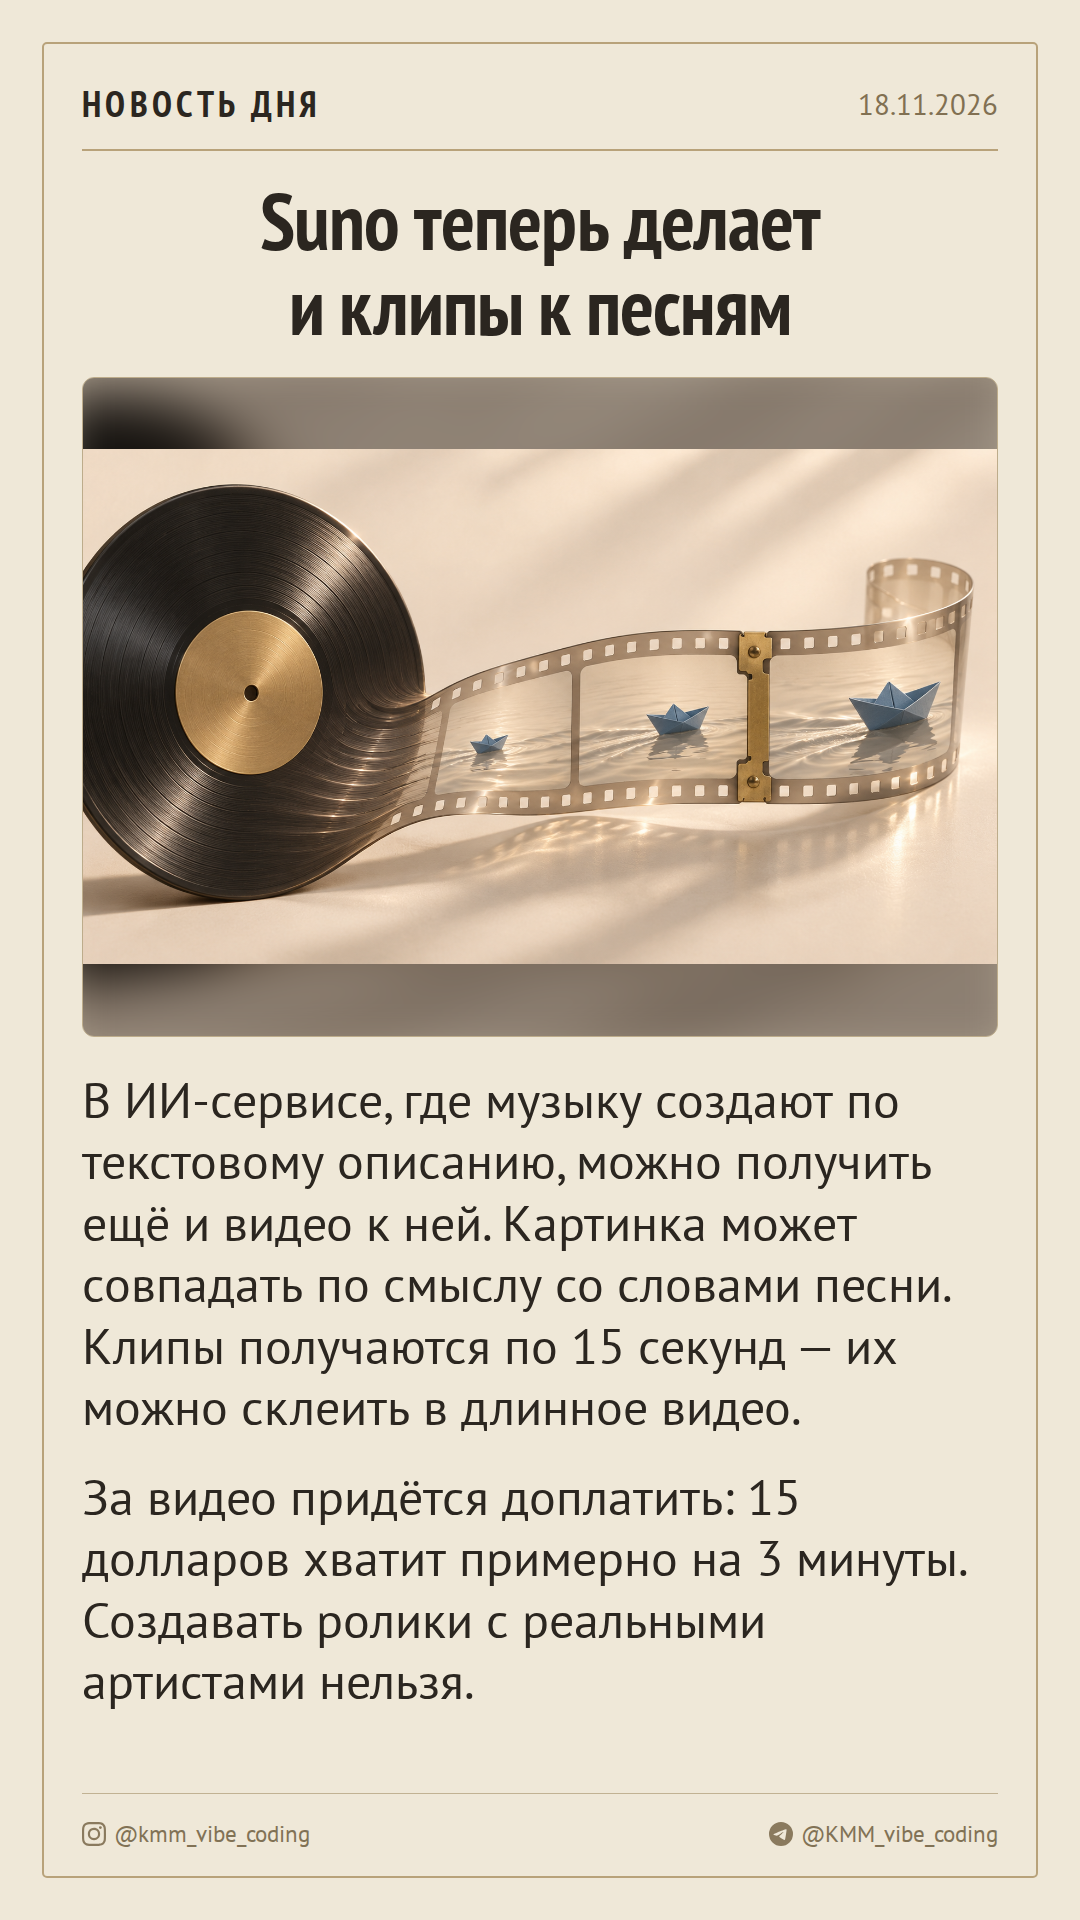 НОВОСТЬ ДНЯ
18.11.2026
Suno теперь делает
и клипы к песням
В ИИ-сервисе, где музыку создают по
текстовому описанию, можно получить
ещё и видео к ней. Картинка может
совпадать по смыслу со словами песни.
Клипы получаются по 15 секунд — их
можно склеить в длинное видео.
За видео придётся доплатить: 15
долларов хватит примерно на 3 минуты.
Создавать ролики с реальными
артистами нельзя.
@kmm_vibe_coding
@KMM_vibe_coding